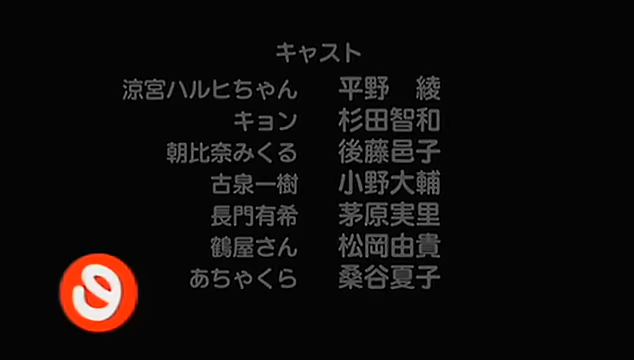 キャスト
涼宮ハルヒちゃん 平野 綾
キョン 杉田智和
朝比奈みくる 後藤邑子
古泉一樹 小野大輔
長門有希 茅原実里
鶴屋さん 松岡由貴
あちゃくら 桑谷夏子